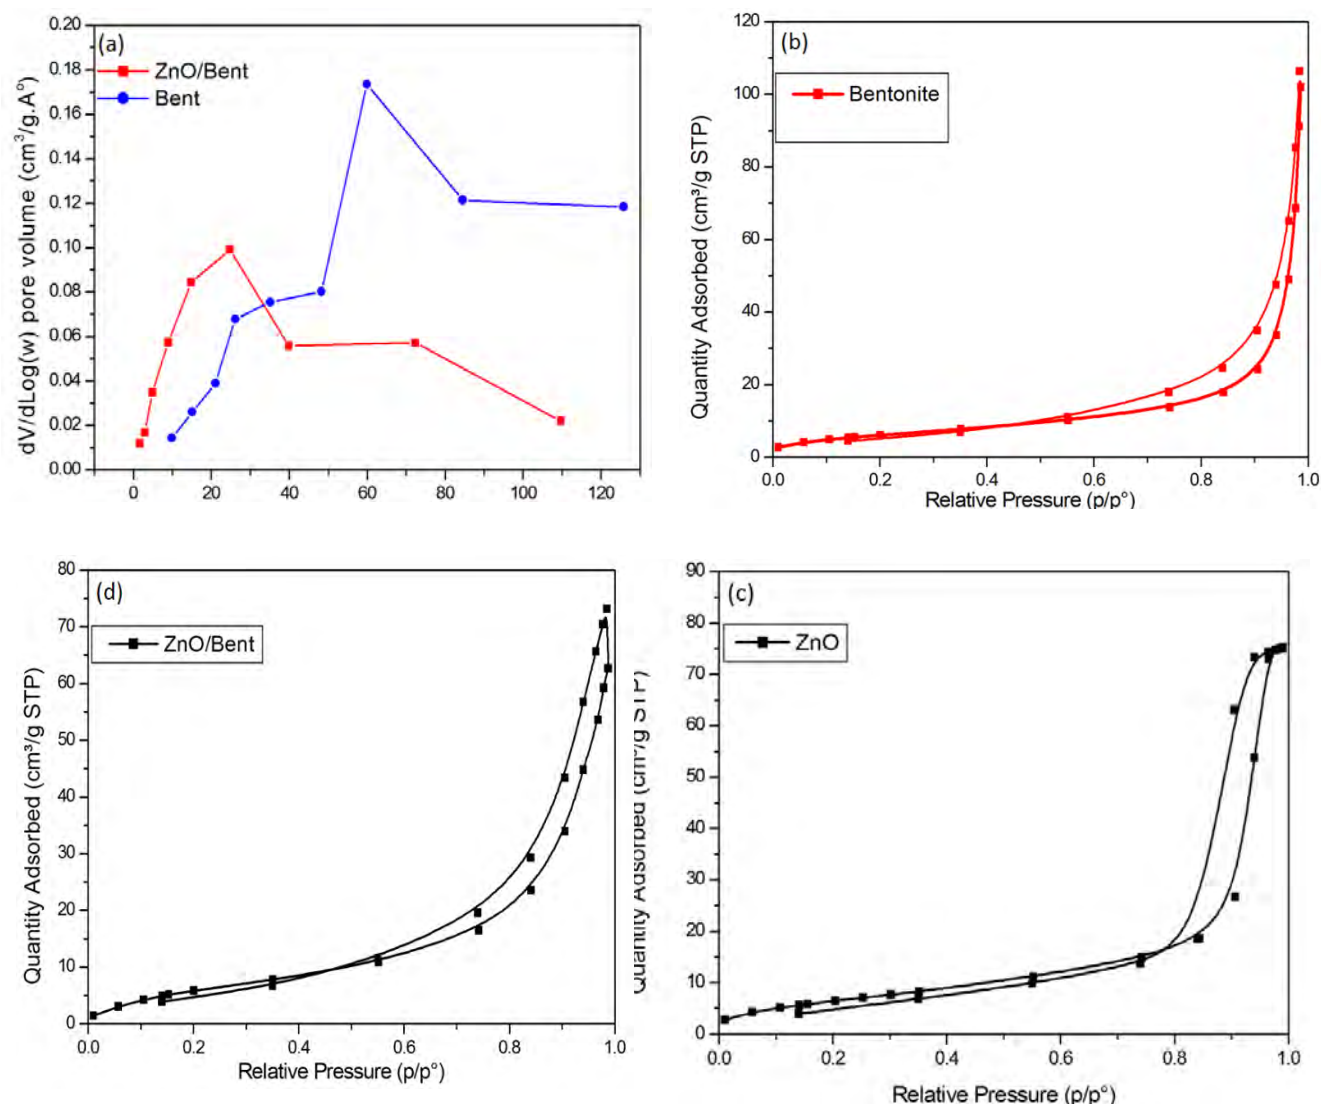 (a)
ZnO/Bent
Bent
dV/dLog(w) pore volume (cm³/g.A°)
0.20
0.18
0.16
0.14
0.12
0.10
0.08
0.06
0.04
0.02
0.00
0 20 40 60 80 100 120
(b)
Bentonite
Quantity Adsorbed (cm³/g STP)
120
100
80
60
40
20
0
0.0 0.2 0.4 0.6 0.8 1.0
Relative Pressure (p/p°)
(d)
ZnO/Bent
Quantity Adsorbed (cm³/g STP)
80
70
60
50
40
30
20
10
0
0.0 0.2 0.4 0.6 0.8 1.0
Relative Pressure (p/p°)
(c)
ZnO
Quantity Adsorbed (cm³/g STP)
90
80
70
60
50
40
30
20
10
0
0.0 0.2 0.4 0.6 0.8 1.0
Relative Pressure (p/p°)